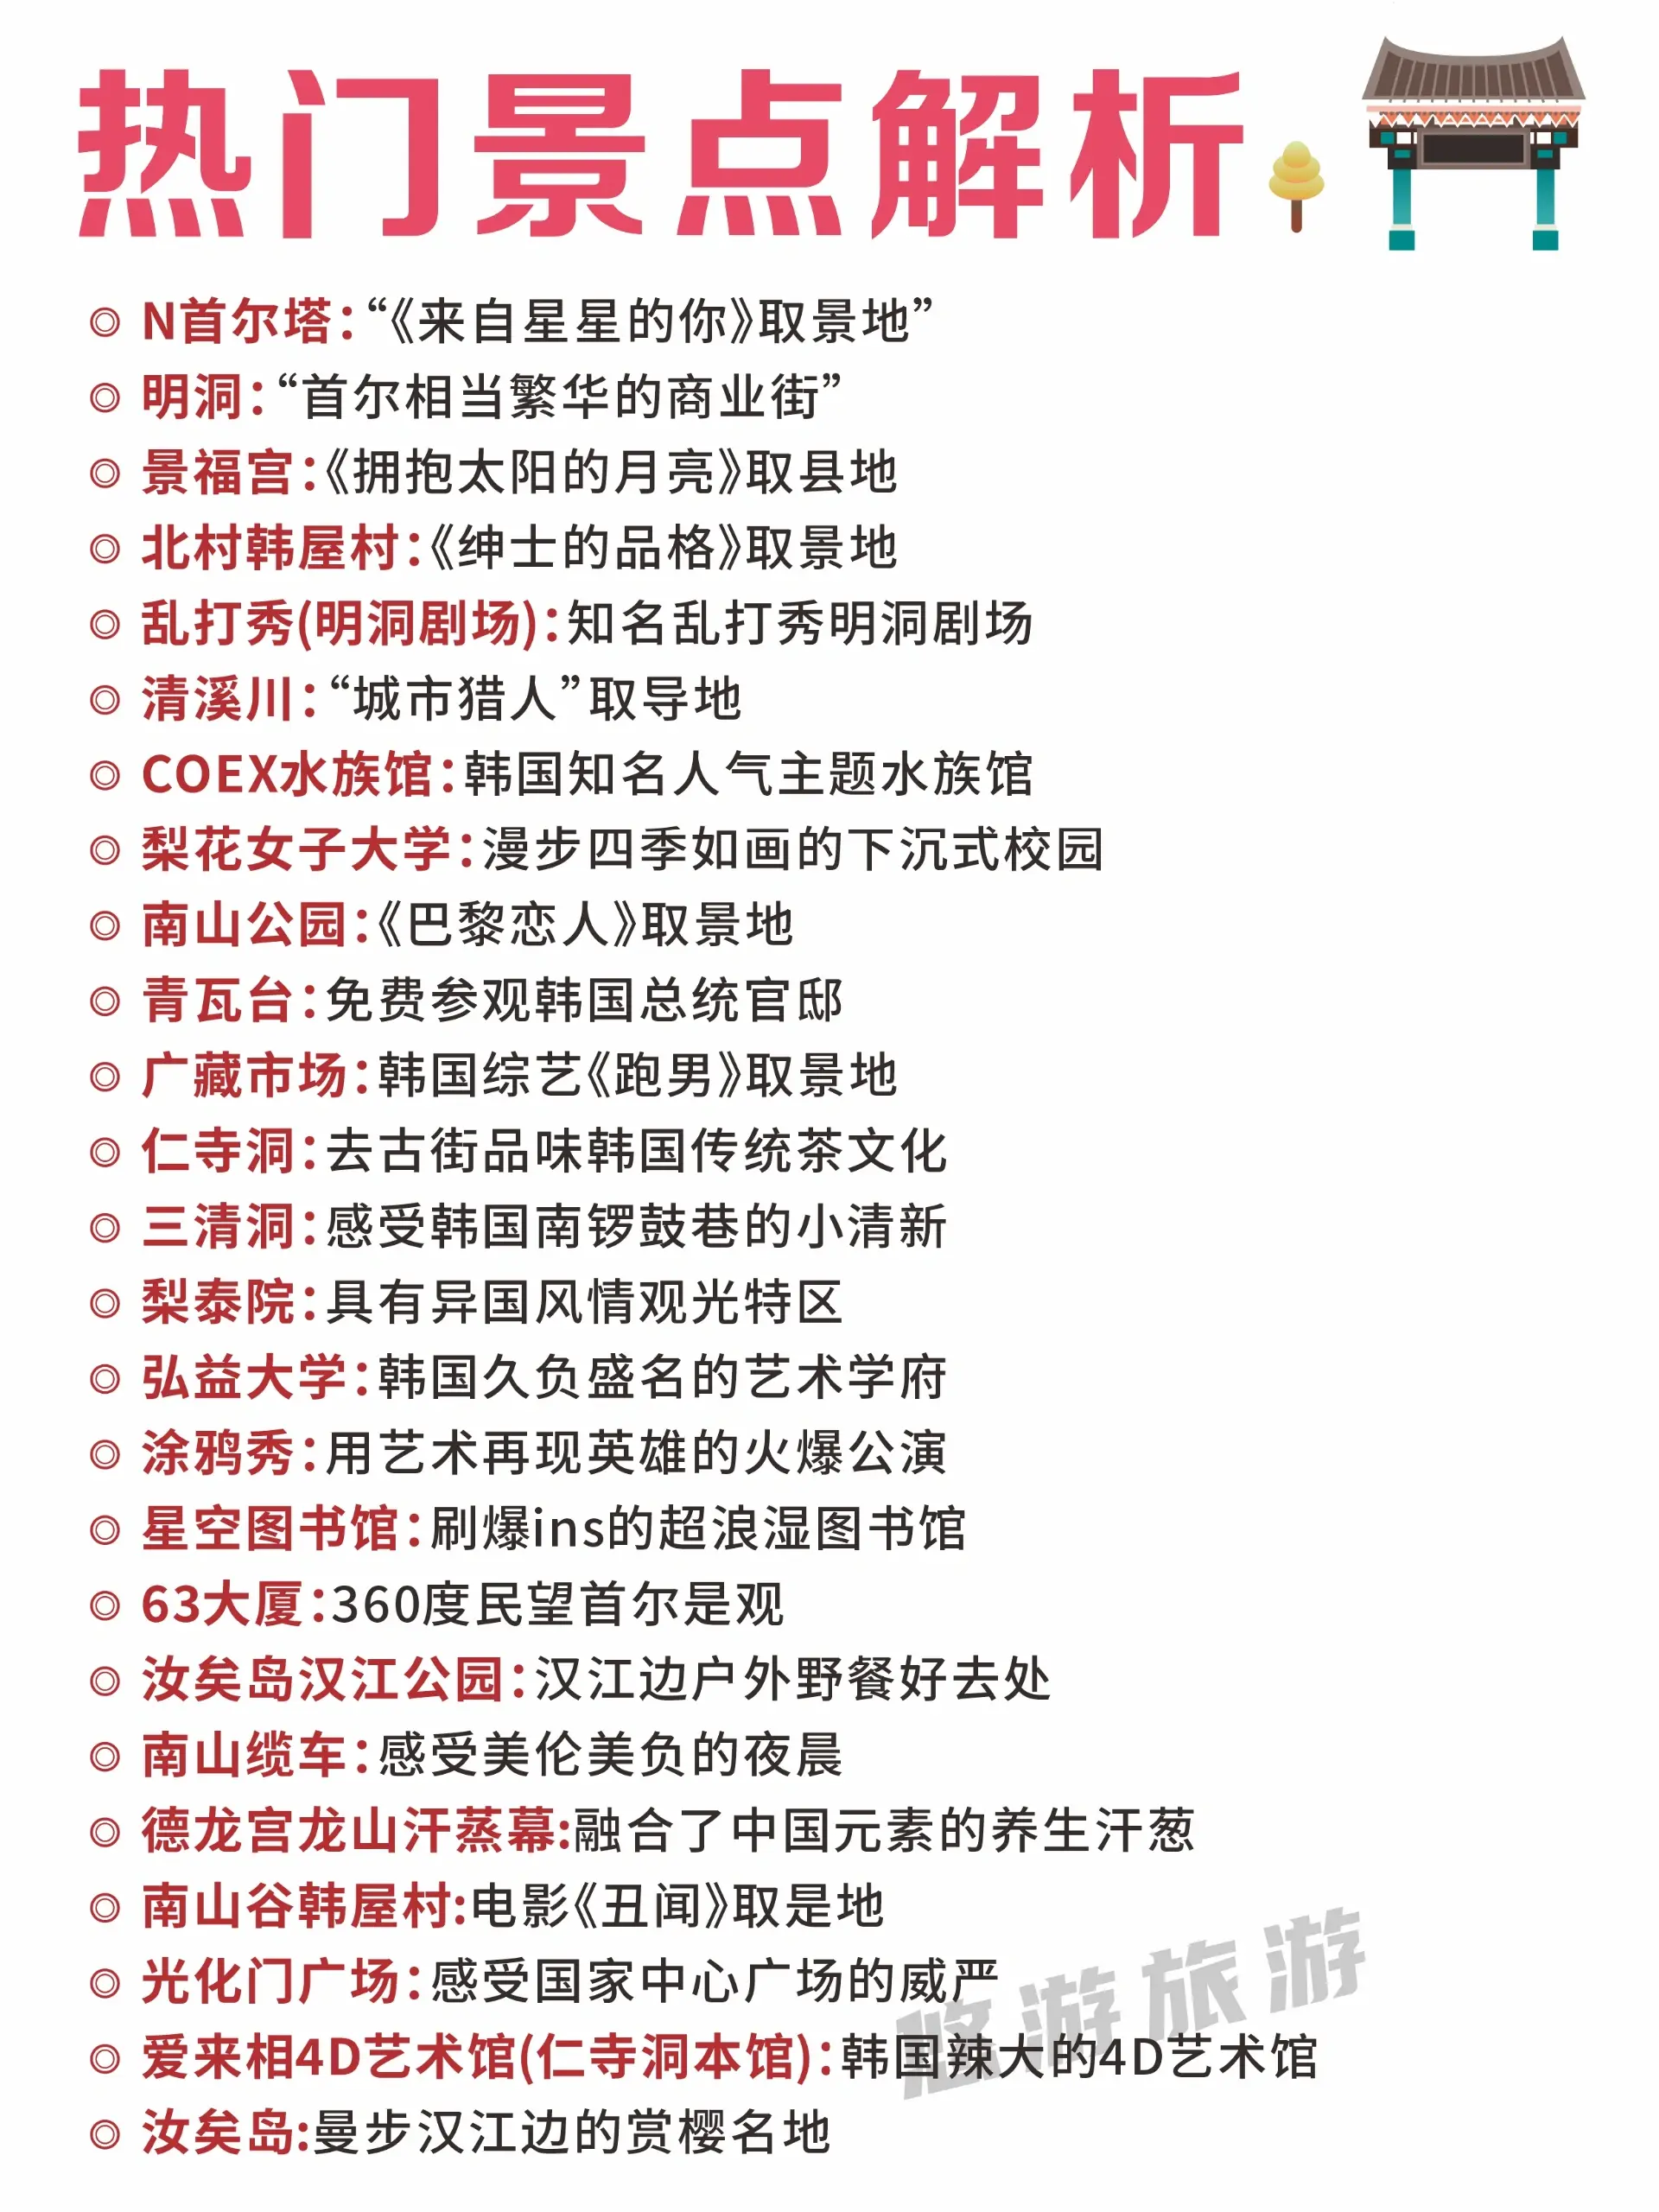 热门景点解析
◎ N首尔塔：“《来自星星的你》取景地”
◎ 明洞：“首尔相当繁华的商业街”
◎ 景福宫：《拥抱太阳的月亮》取县地
◎ 北村韩屋村：《绅士的品格》取景地
◎ 乱打秀(明洞剧场)：知名乱打秀明洞剧场
◎ 清溪川：“城市猎人”取导地
◎ COEX水族馆：韩国知名人气主题水族馆
◎ 梨花女子大学：漫步四季如画的下沉式校园
◎ 南山公园：《巴黎恋人》取景地
◎ 青瓦台：免费参观韩国总统官邸
◎ 广藏市场：韩国综艺《跑男》取景地
◎ 仁寺洞：去古街品味韩国传统茶文化
◎ 三清洞：感受韩国南锣鼓巷的小清新
◎ 梨泰院：具有异国风情观光特区
◎ 弘益大学：韩国久负盛名的艺术学府
◎ 涂鸦秀：用艺术再现英雄的火爆公演
◎ 星空图书馆：刷爆ins的超浪湿图书馆
◎ 63大厦：360度民望首尔是观
◎ 汝矣岛汉江公园：汉江边户外野餐好去处
◎ 南山缆车：感受美伦美负的夜晨
◎ 德龙宫龙山汗蒸幕:融合了中国元素的养生汗葱
◎ 南山谷韩屋村:电影《丑闻》取是地
◎ 光化门广场：感受国家中心广场的威严
◎ 爱来相4D艺术馆(仁寺洞本馆)：韩国辣大的4D艺术馆
◎ 汝矣岛:曼步汉江边的赏樱名地
悠游旅游